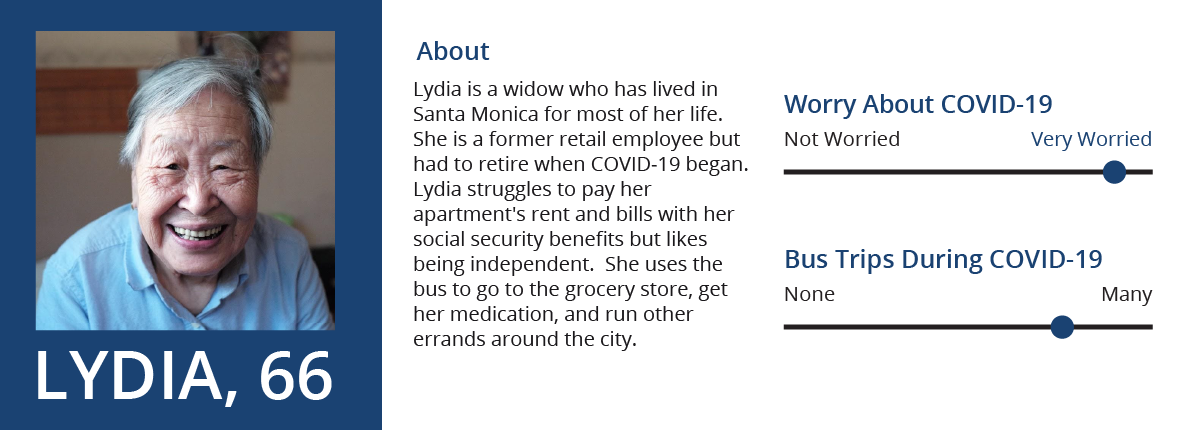 LYDIA, 66
About
Lydia is a widow who has lived in
Santa Monica for most of her life.
She is a former retail employee but
had to retire when COVID-19 began.
Lydia struggles to pay her
apartment's rent and bills with her
social security benefits but likes
being independent.  She uses the
bus to go to the grocery store, get
her medication, and run other
errands around the city.
Worry About COVID-19
Not Worried Very Worried
Bus Trips During COVID-19
None Many